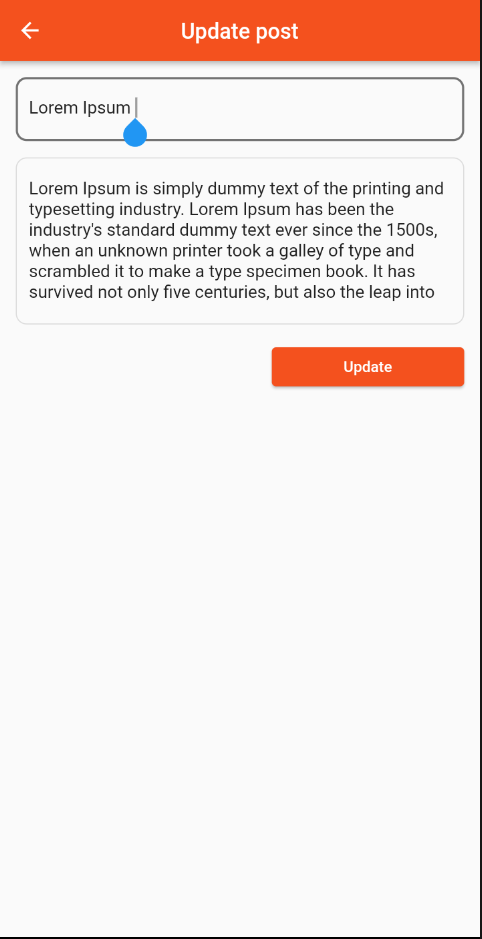 Update post
Lorem Ipsum
Lorem Ipsum is simply dummy text of the printing and
typesetting industry. Lorem Ipsum has been the
industry's standard dummy text ever since the 1500s,
when an unknown printer took a galley of type and
scrambled it to make a type specimen book. It has
survived not only five centuries, but also the leap into
Update